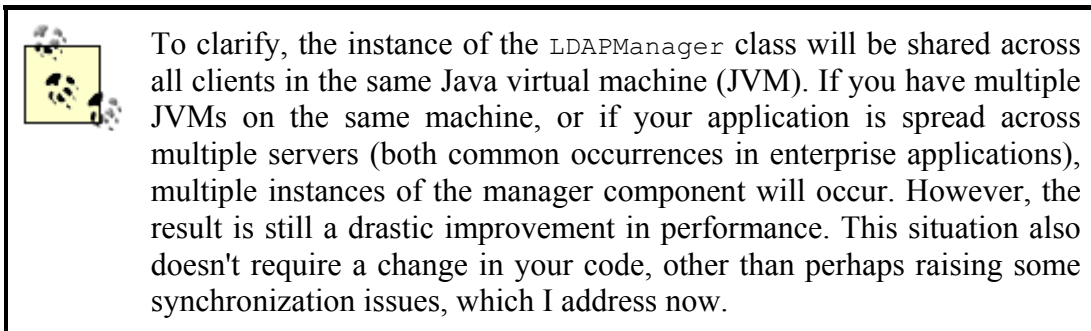 To clarify, the instance of the LDAPManager class will be shared across
all clients in the same Java virtual machine (JVM). If you have multiple
JVMs on the same machine, or if your application is spread across
multiple servers (both common occurrences in enterprise applications),
multiple instances of the manager component will occur. However, the
result is still a drastic improvement in performance. This situation also
doesn't require a change in your code, other than perhaps raising some
synchronization issues, which I address now.